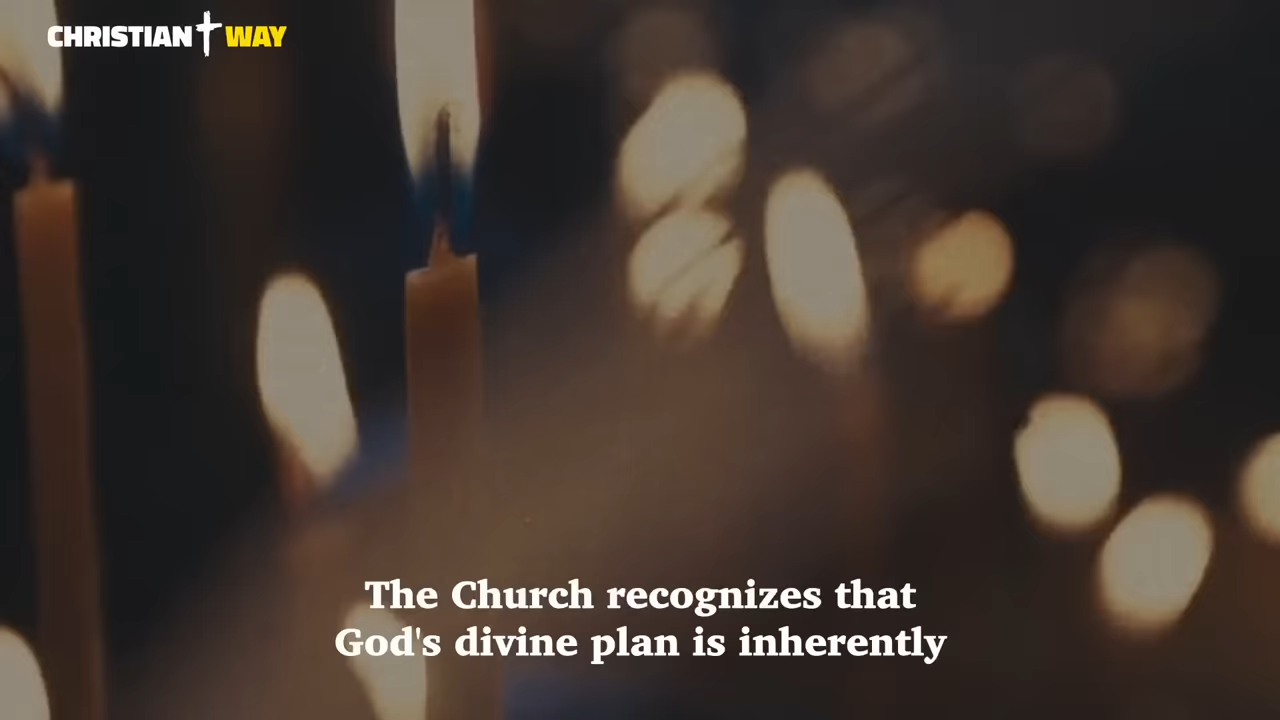 CHRISTIAN WAY
The Church recognizes that
God's divine plan is inherently